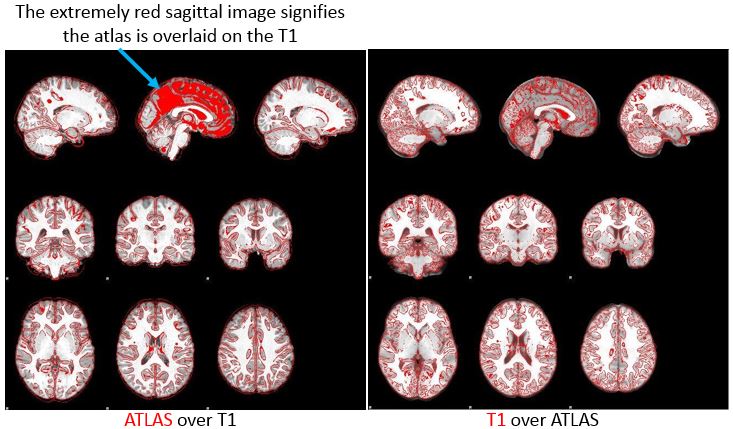 The extremely red sagittal image signifies
the atlas is overlaid on the T1
ATLAS over T1
T1 over ATLAS